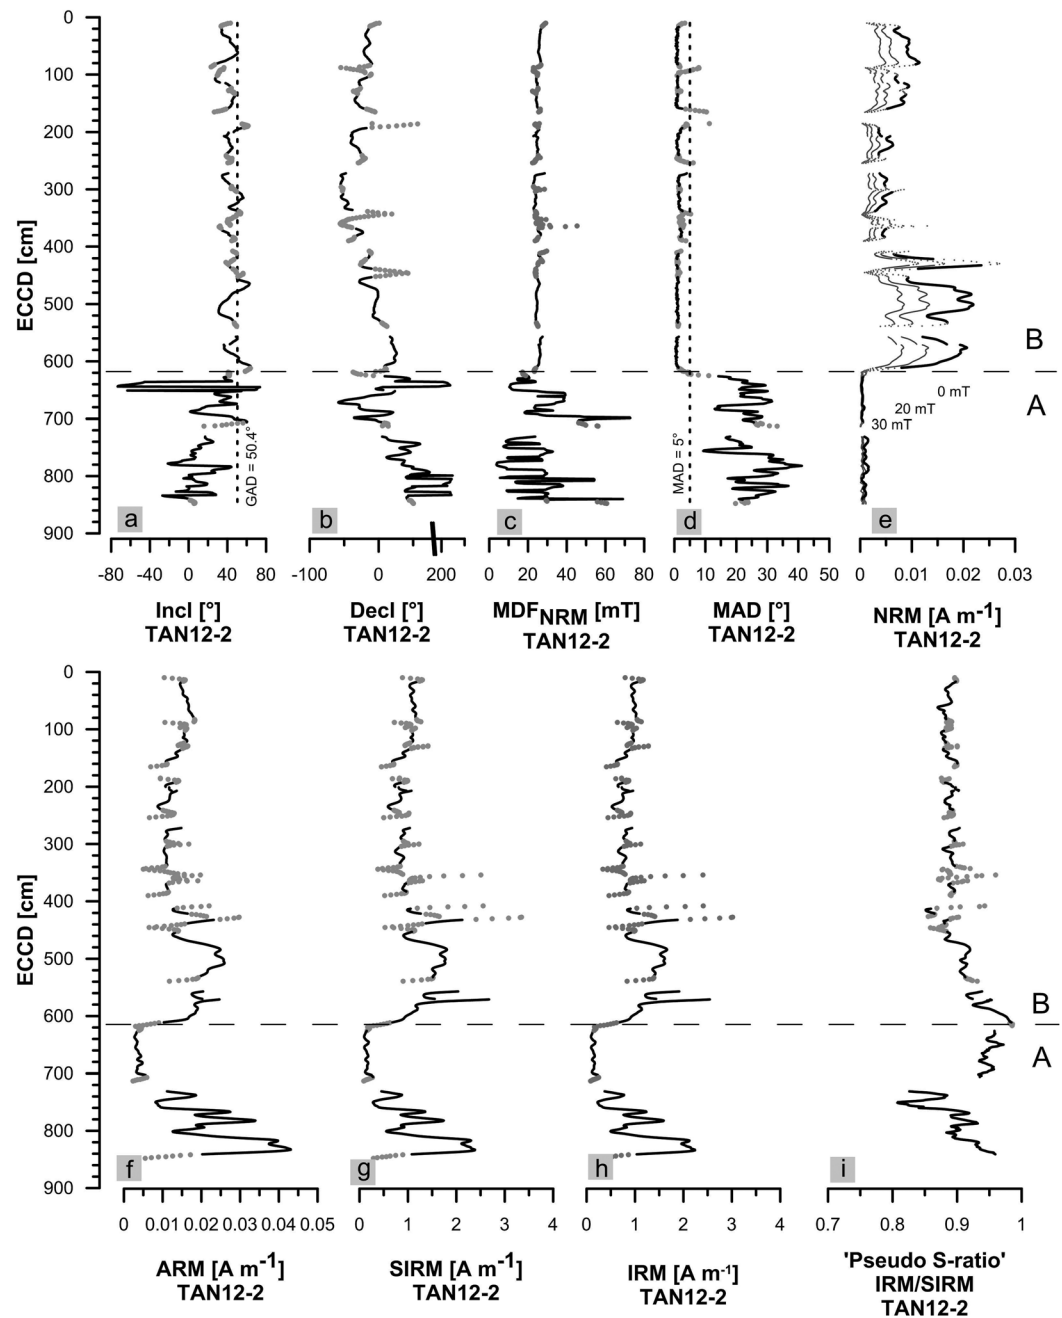 0
100
200
300
400
500
600
700
800
900
ECCD [cm]
B
A
0 mT
20 mT
30 mT
GAD = 50.4°
MAD = 5°
a b c d e
-80 -40 0 40 80
-100 0 200
0 20 40 60 80
0 10 20 30 40 50
0 0.01 0.02 0.03
Incl [°]
TAN12-2
Decl [°]
TAN12-2
MDFNRM [mT]
TAN12-2
MAD [°]
TAN12-2
NRM [A m-1]
TAN12-2
0
100
200
300
400
500
600
700
800
900
ECCD [cm]
B
A
f g h i
0 0.01 0.02 0.03 0.04 0.05
0 1 2 3 4
0 1 2 3 4
0.7 0.8 0.9 1
ARM [A m-1]
TAN12-2
SIRM [A m-1]
TAN12-2
IRM [A m-1]
TAN12-2
'Pseudo S-ratio'
IRM/SIRM
TAN12-2